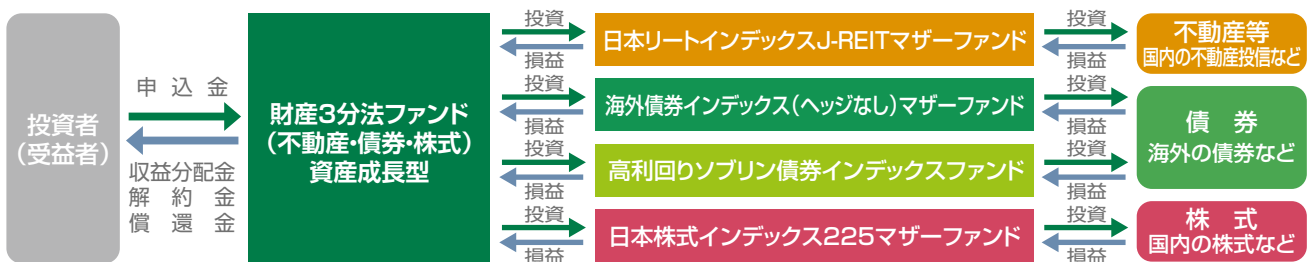 投資者
(受益者)
申込金
収益分配金
解約金
償還金
財産3分法ファンド
(不動産・債券・株式)
資産成長型
投資
損益
日本リートインデックスJ-REITマザーファンド
投資
損益
不動産等
国内の不動産投信など
投資
損益
海外債券インデックス(ヘッジなし)マザーファンド
投資
損益
債券
海外の債券など
投資
損益
高利回りソブリン債券インデックスファンド
投資
損益
投資
損益
日本株式インデックス225マザーファンド
投資
損益
株式
国内の株式など